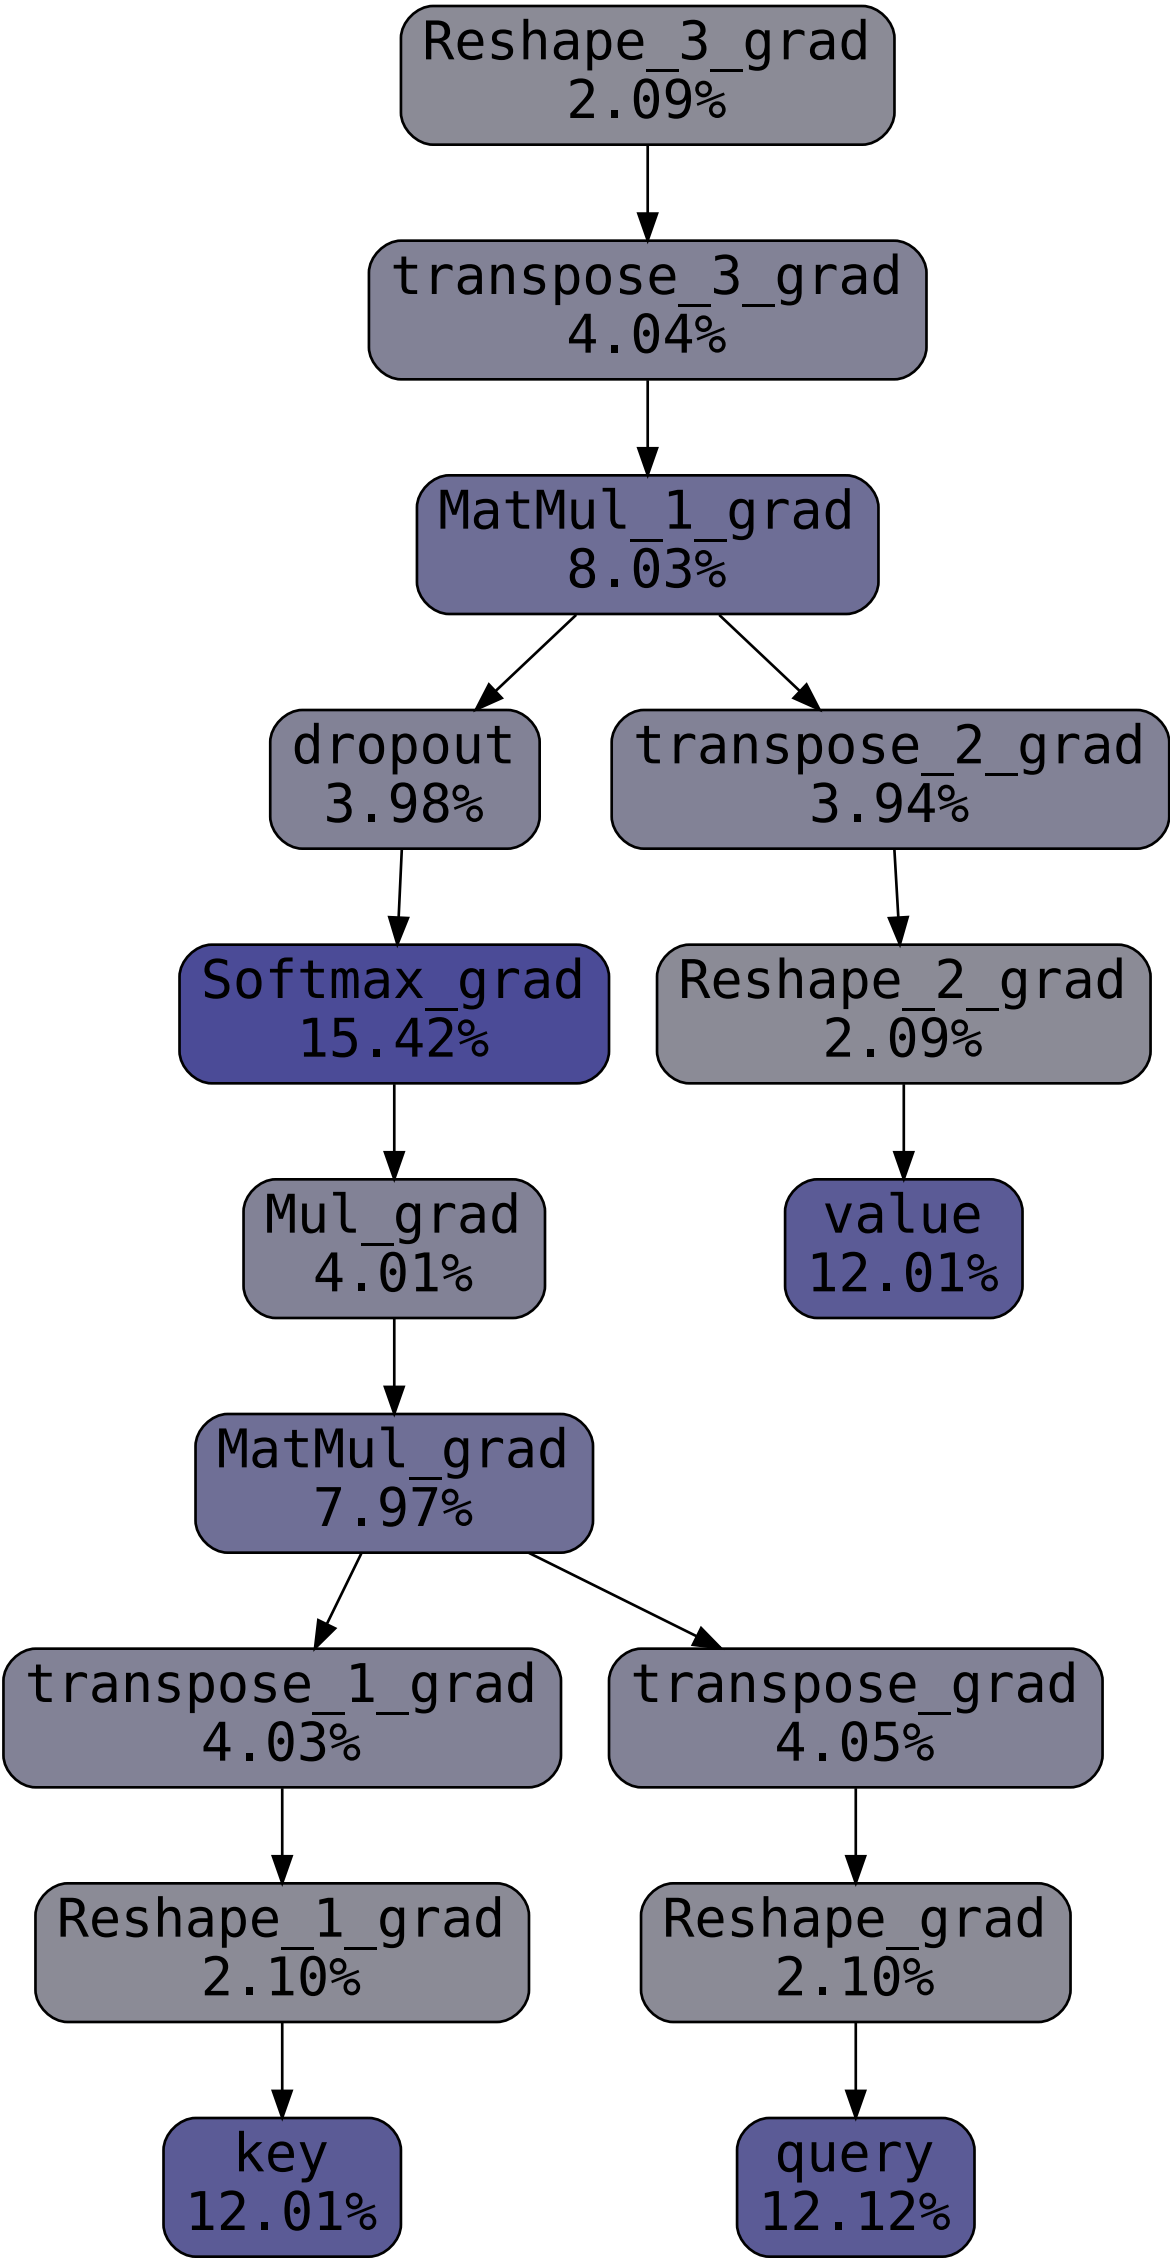 Reshape_3_grad
2.09%
transpose_3_grad
4.04%
MatMul_1_grad
8.03%
dropout
3.98%
transpose_2_grad
3.94%
Softmax_grad
15.42%
Reshape_2_grad
2.09%
Mul_grad
4.01%
value
12.01%
MatMul_grad
7.97%
transpose_1_grad
4.03%
transpose_grad
4.05%
Reshape_1_grad
2.10%
Reshape_grad
2.10%
key
12.01%
query
12.12%